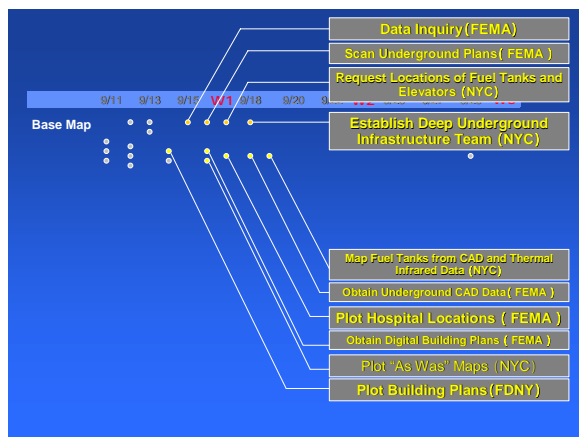 Data Inquiry(FEMA)
Scan Underground Plans( FEMA )
Request Locations of Fuel Tanks and
Elevators (NYC)
9/11 9/13 9/15 W1 9/18 9/20
Base Map
Establish Deep Underground
Infrastructure Team (NYC)
Map Fuel Tanks from CAD and Thermal
Infrared Data (NYC)
Obtain Underground CAD Data( FEMA )
Plot Hospital Locations ( FEMA )
Obtain Digital Building Plans ( FEMA )
Plot "As Was" Maps (NYC)
Plot Building Plans(FDNY)